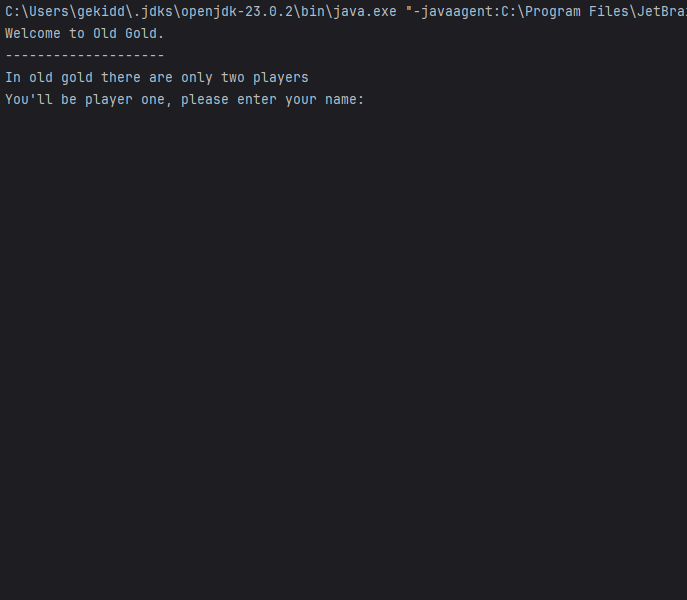 C:\Users\gekidd\.jdks\openjdk-23.0.2\bin\java.exe "-javaagent:C:\Program Files\JetBrai
Welcome to Old Gold.
--------------------
In old gold there are only two players
You'll be player one, please enter your name: